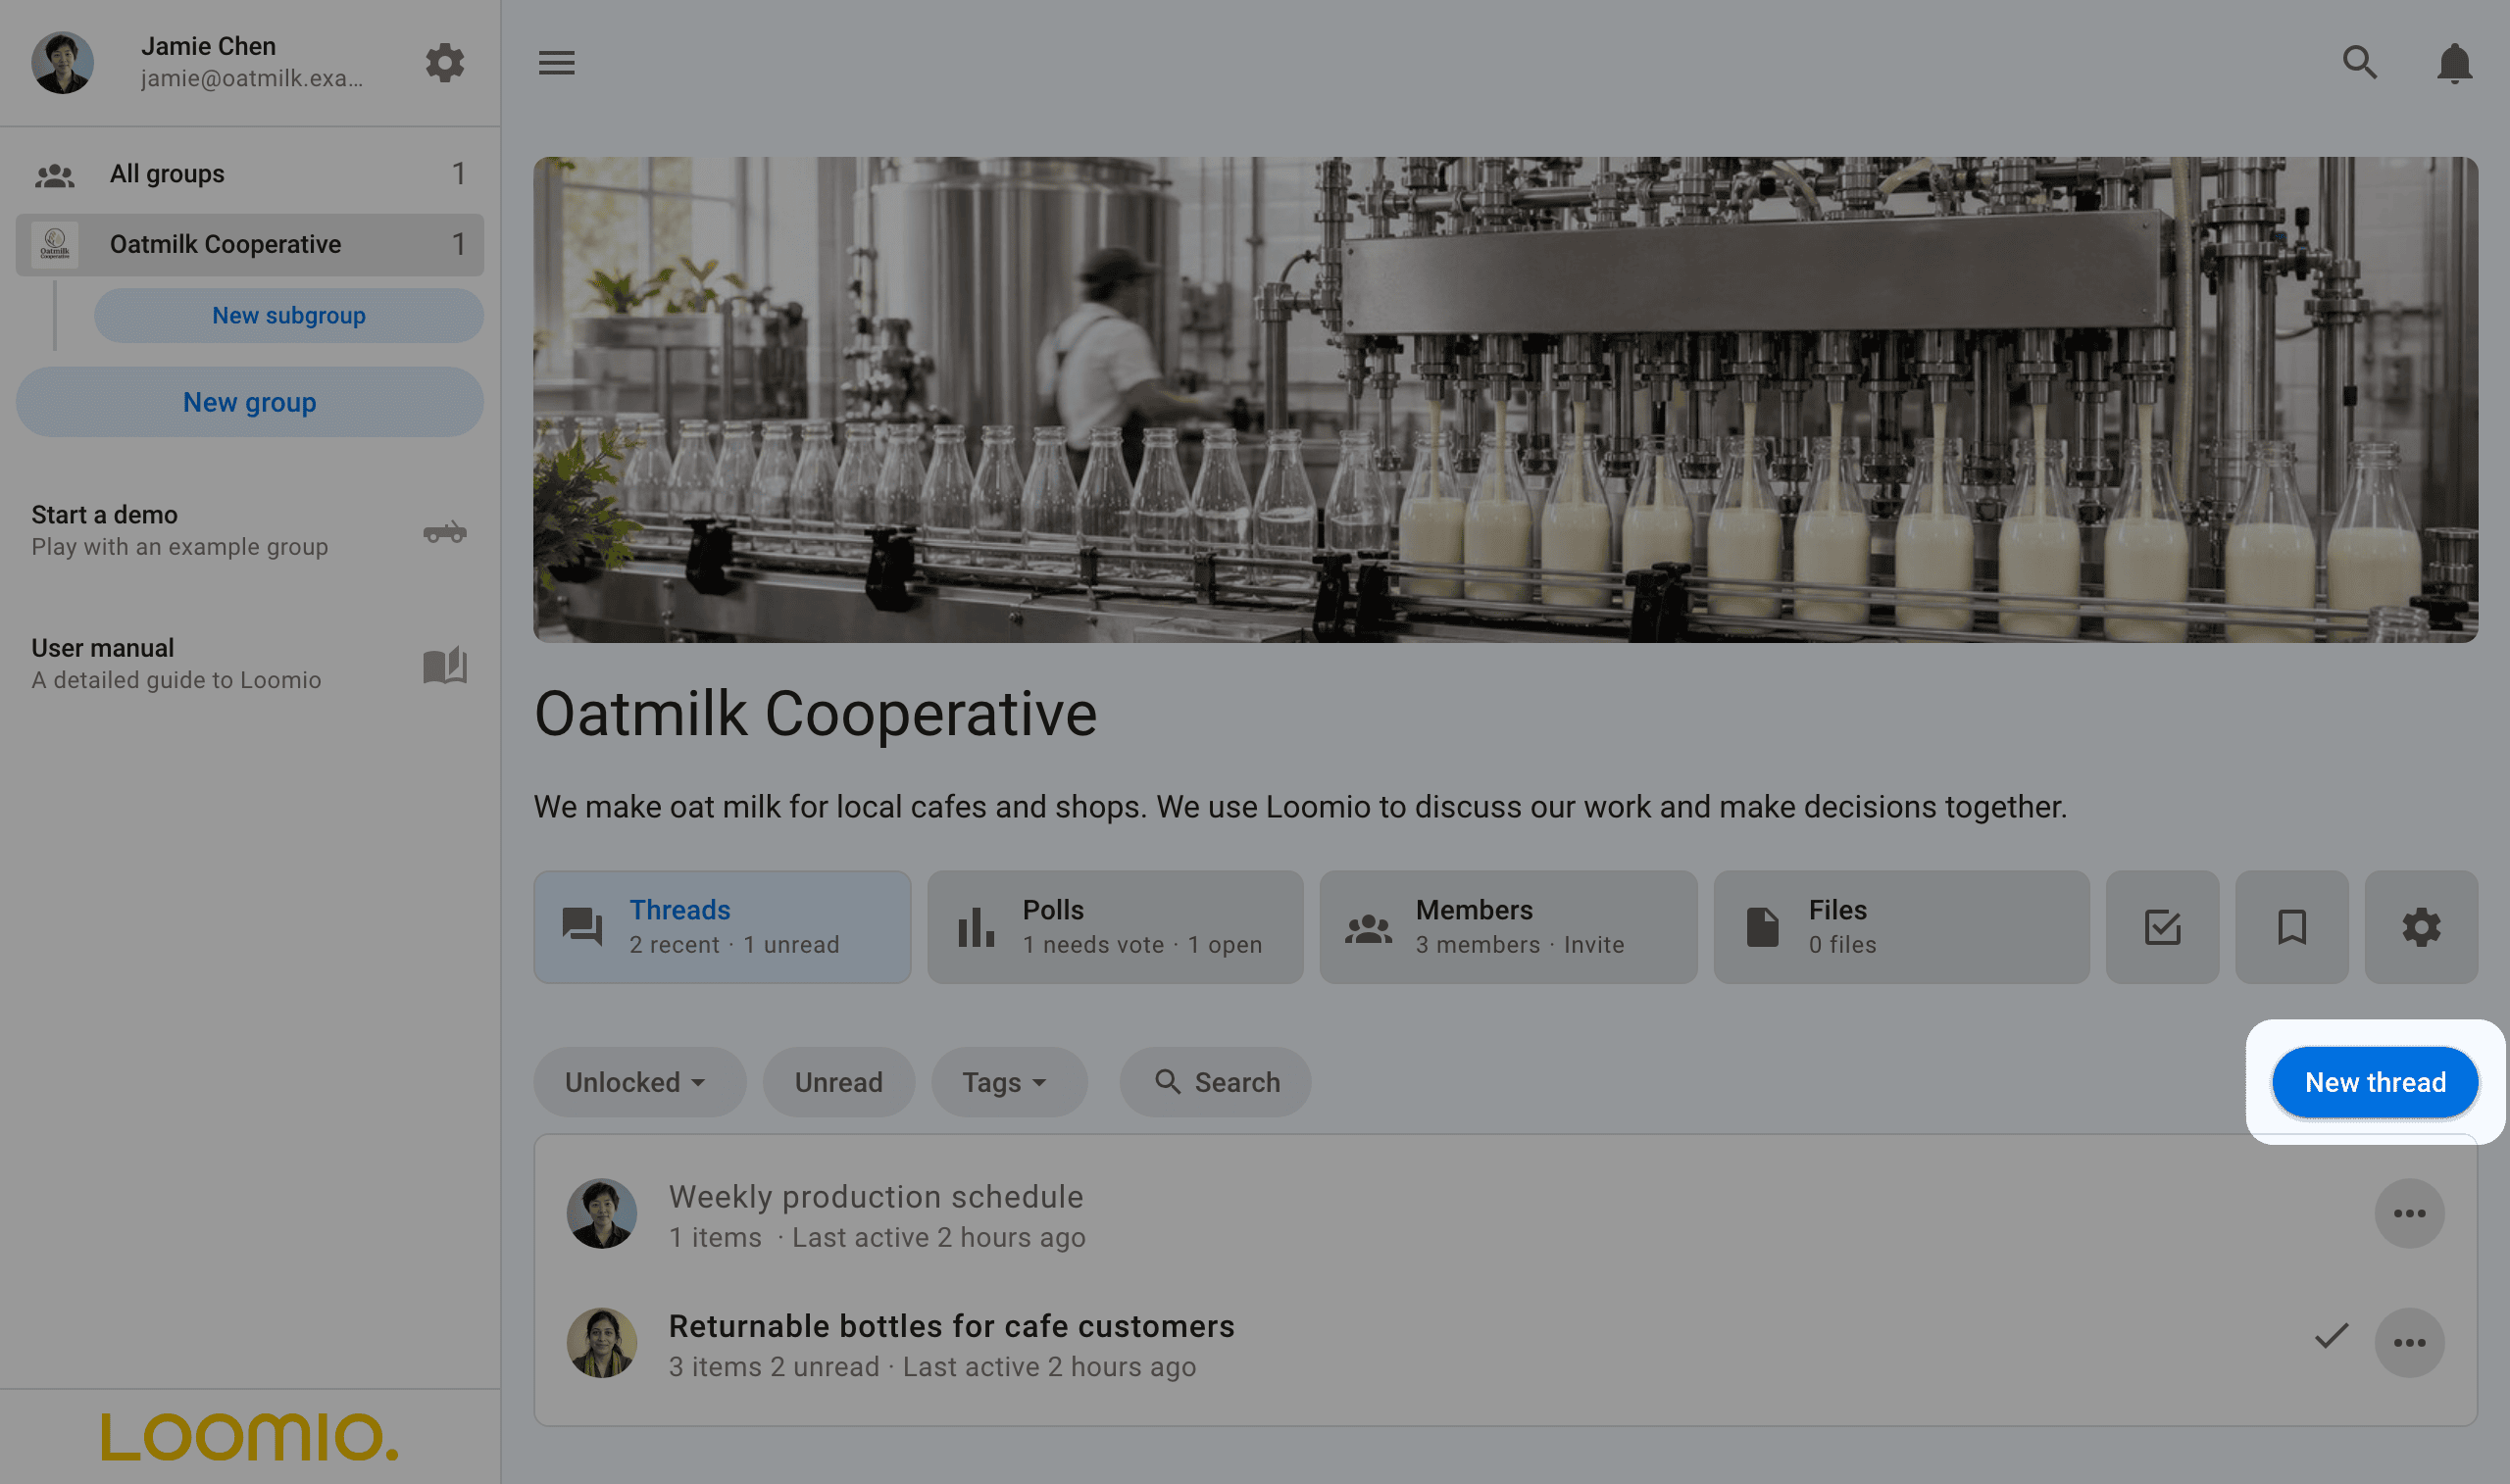 Jamie Chen
jamie@oatmilk.exa...
All groups 1
Oatmilk Cooperative 1
Oatmilk
Cooperative
New subgroup
New group
Start a demo
Play with an example group
User manual
A detailed guide to Loomio
LOOMIO.
Oatmilk Cooperative
We make oat milk for local cafes and shops. We use Loomio to discuss our work and make decisions together.
Threads
2 recent · 1 unread
Polls
1 needs vote · 1 open
Members
3 members · Invite
Files
0 files
Unlocked
Unread
Tags
Search
New thread
Weekly production schedule
1 items · Last active 2 hours ago
Returnable bottles for cafe customers
3 items 2 unread · Last active 2 hours ago